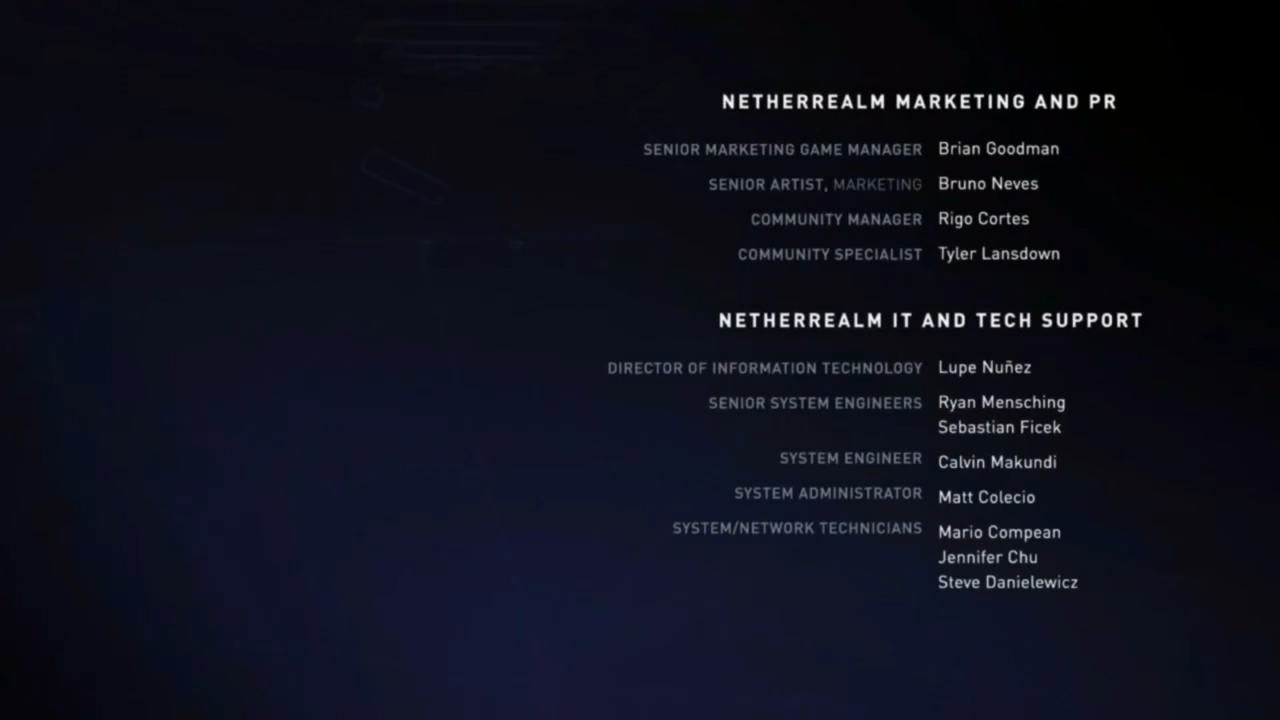 NETHERREALM MARKETING AND PR
SENIOR MARKETING GAME MANAGER Brian Goodman
SENIOR ARTIST, MARKETING Bruno Neves
COMMUNITY MANAGER Rigo Cortes
COMMUNITY SPECIALIST Tyler Lansdown
NETHERREALM IT AND TECH SUPPORT
DIRECTOR OF INFORMATION TECHNOLOGY Lupe Nuñez
SENIOR SYSTEM ENGINEERS Ryan Mensching
Sebastian Ficek
SYSTEM ENGINEER Calvin Makundi
SYSTEM ADMINISTRATOR Matt Colecio
SYSTEM/NETWORK TECHNICIANS Mario Compean
Jennifer Chu
Steve Danielewicz